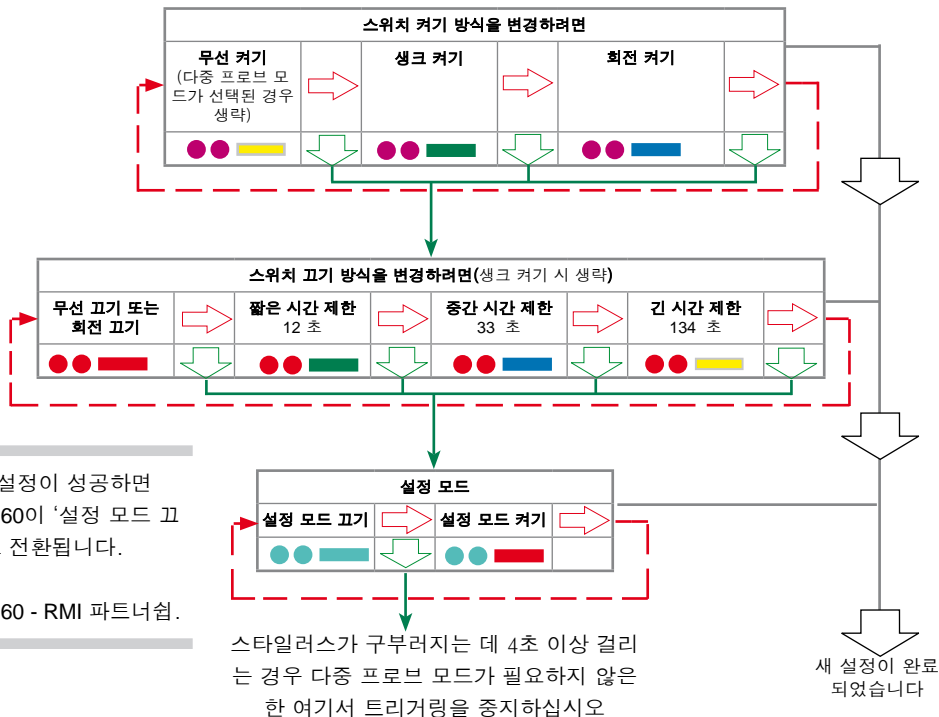 스위치 켜기 방식을 변경하려면
무선 켜기
(다중 프로브 모
드가 선택된 경우
생략)
생크 켜기
회전 켜기
스위치 끄기 방식을 변경하려면(생크 켜기 시 생략)
무선 끄기 또는
회전 끄기
짧은 시간 제한
12 초
중간 시간 제한
33 초
긴 시간 제한
134 초
설정이 성공하면
60이 ‘설정 모드 끄
전환됩니다.
60 - RMI 파트너쉽.
설정 모드
설정 모드 끄기
설정 모드 켜기
스타일러스가 구부러지는 데 4초 이상 걸리
는 경우 다중 프로브 모드가 필요하지 않은
한 여기서 트리거링을 중지하십시오
새 설정이 완료
되었습니다